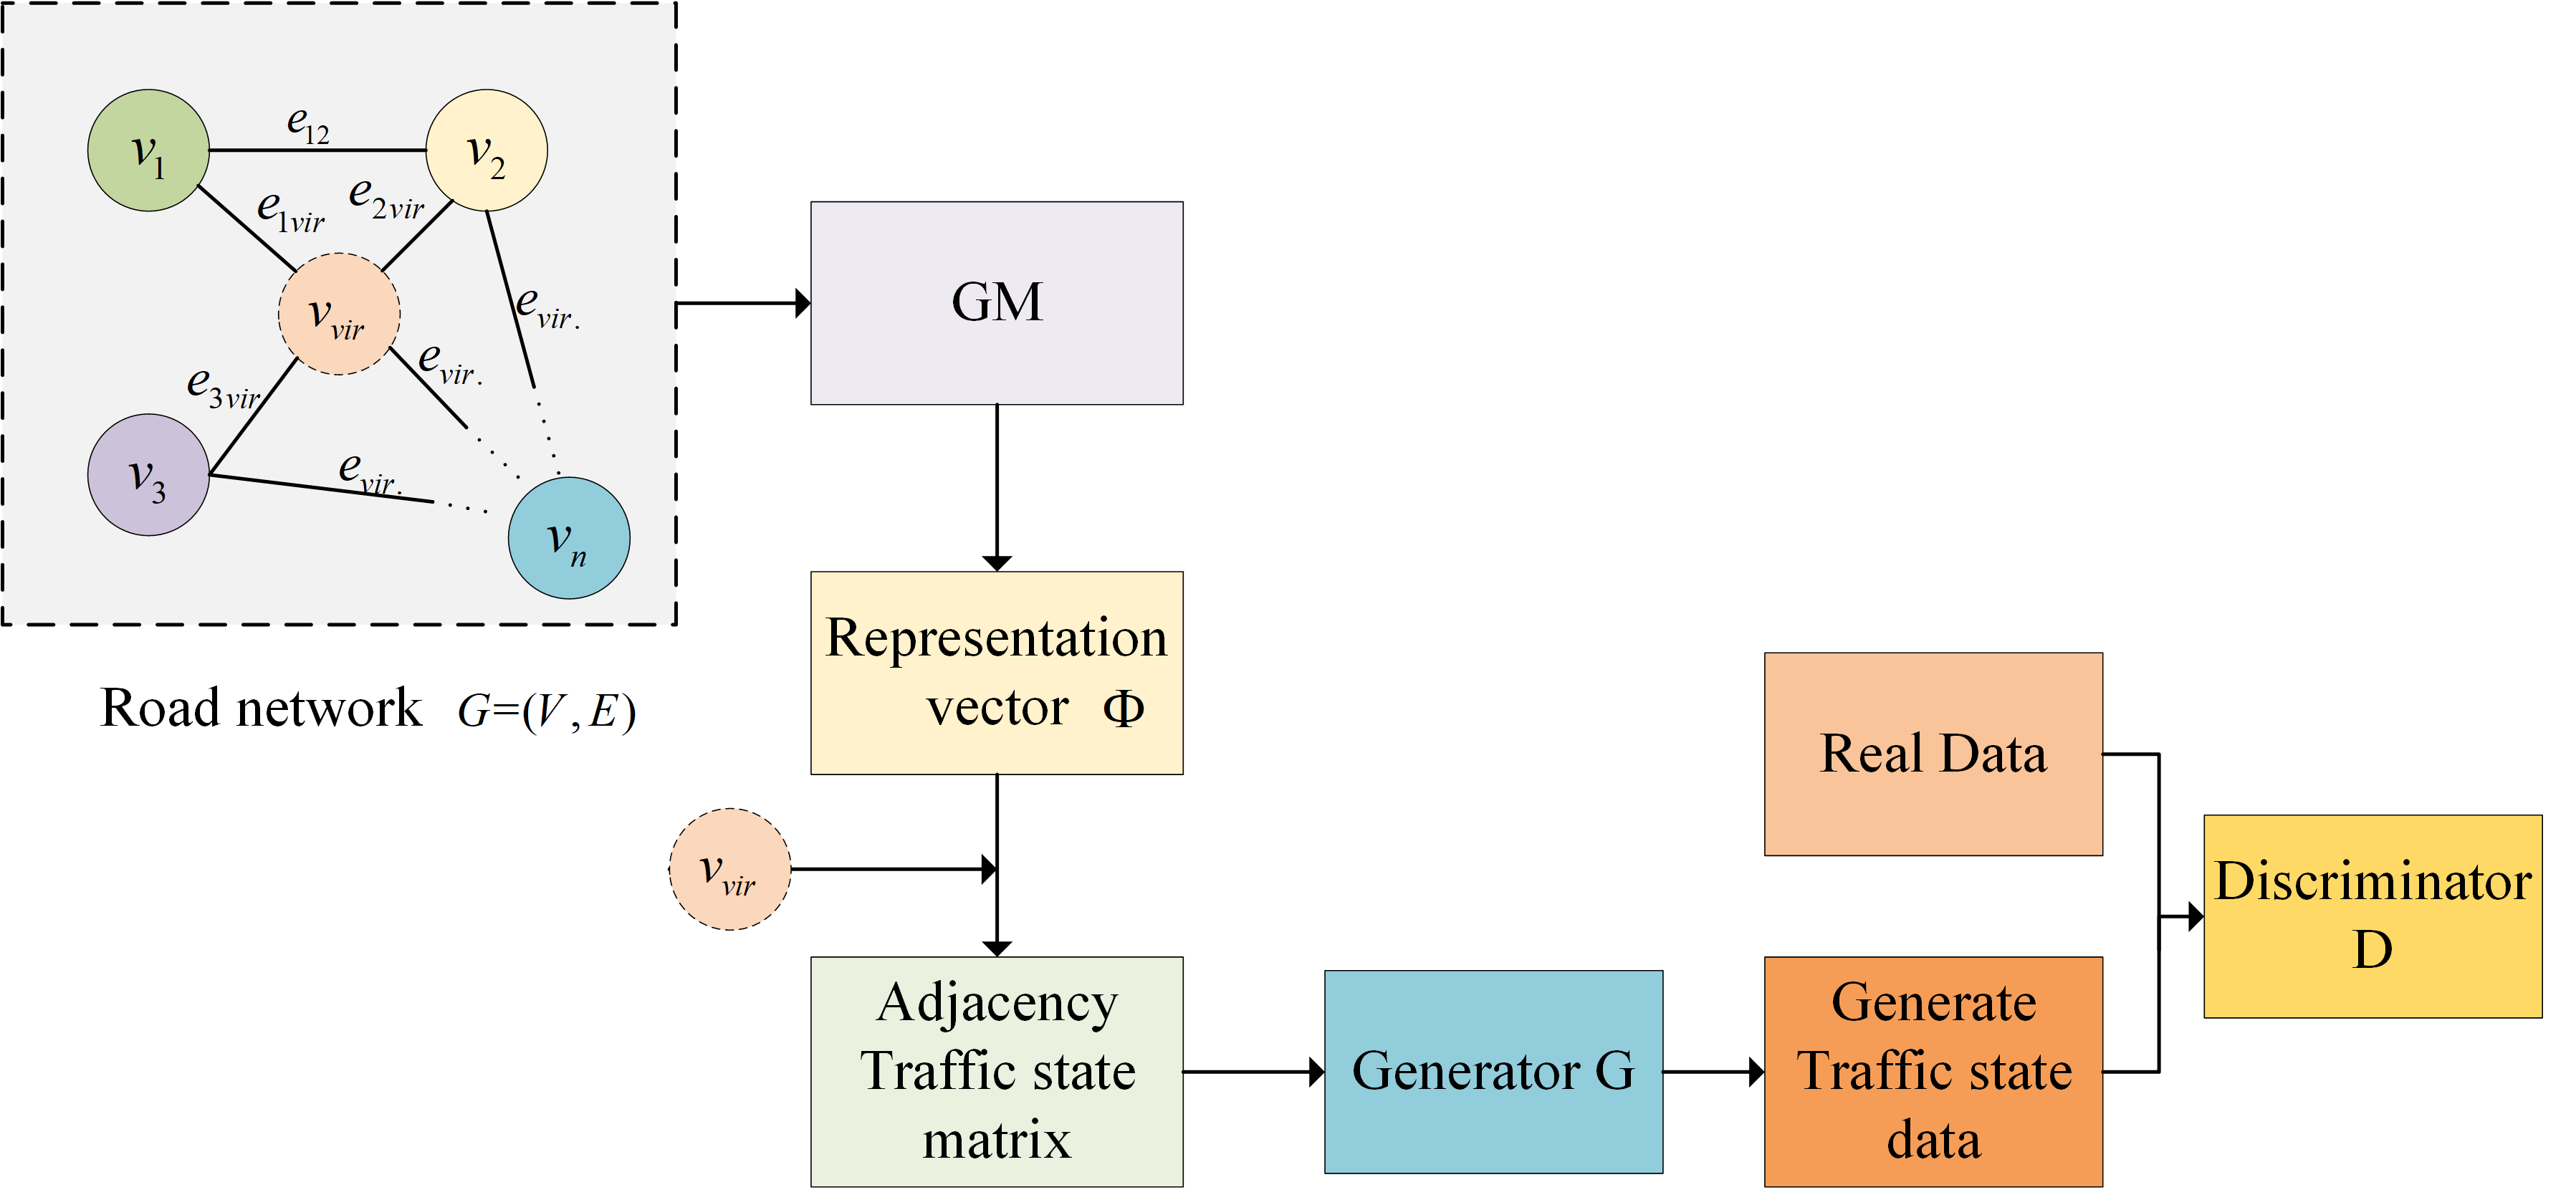 v1
e12
v2
e1vir
e2vir
vvir
evir.
evir.
e3vir
v3
evir.
vn
Road network G=(V,E)
GM
Representation
vector Φ
vvir
Adjacency
Traffic state
matrix
Generator G
Real Data
Generate
Traffic state
data
Discriminator
D